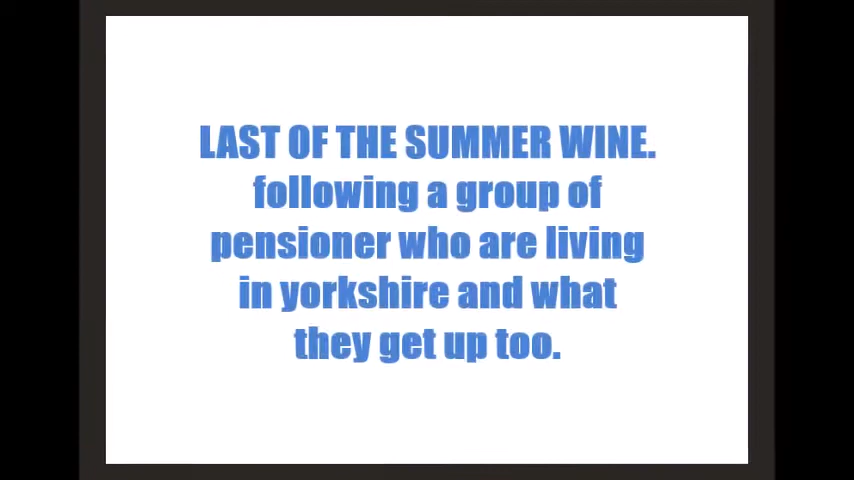 LAST OF THE SUMMER WINE.
following a group of
pensioner who are living
in yorkshire and what
they get up too.